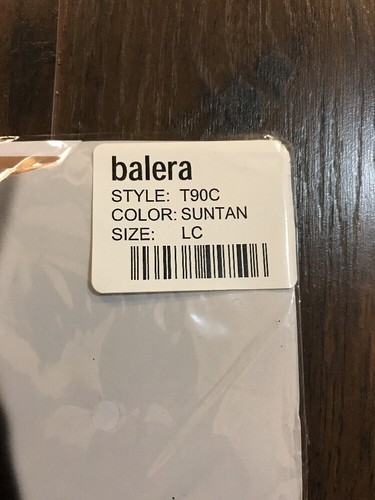 balera
STYLE: T90C
COLOR: SUNTAN
SIZE: LC